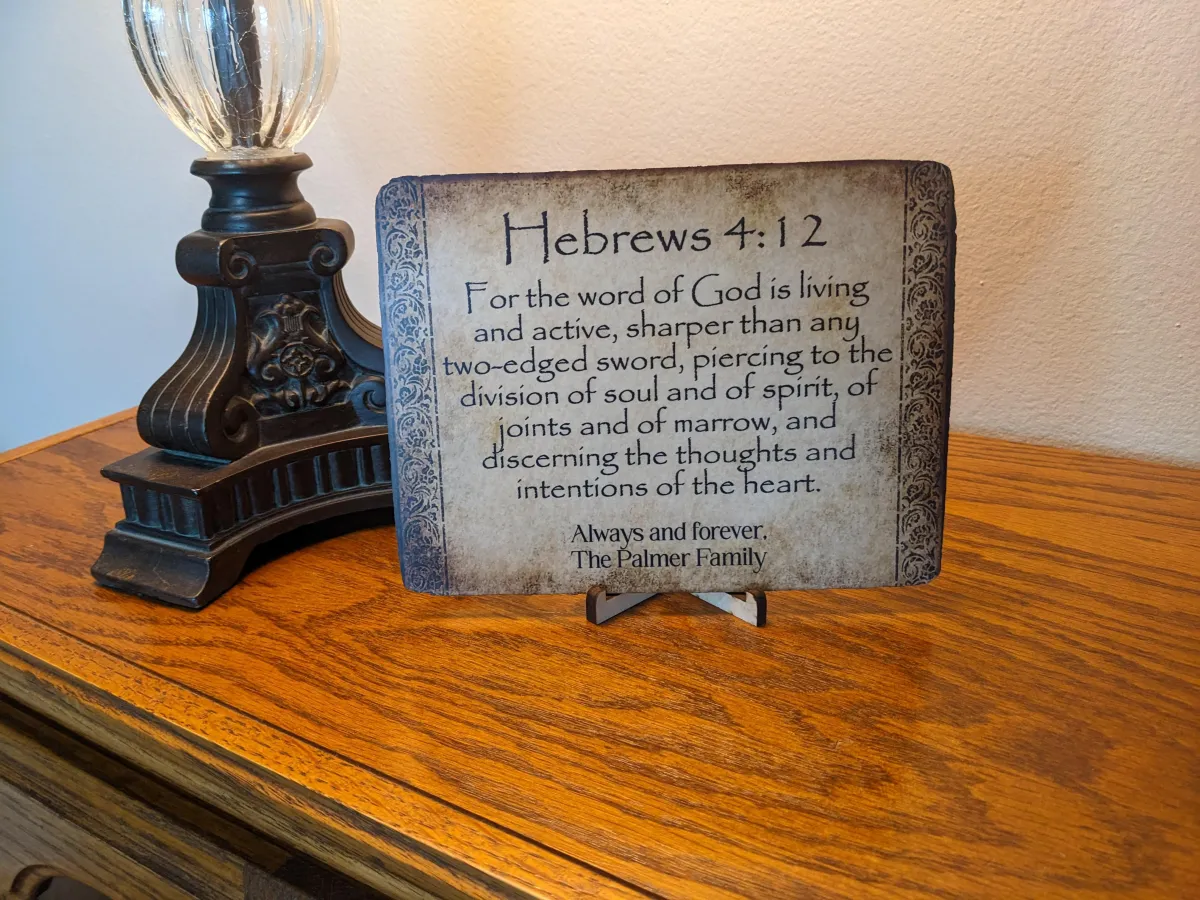 Hebrews 4:12
For the word of God is living
and active, sharper than any
two-edged sword, piercing to the
division of soul and of spirit, of
joints and of marrow, and
discerning the thoughts and
intentions of the heart.
Always and forever.
The Palmer Family